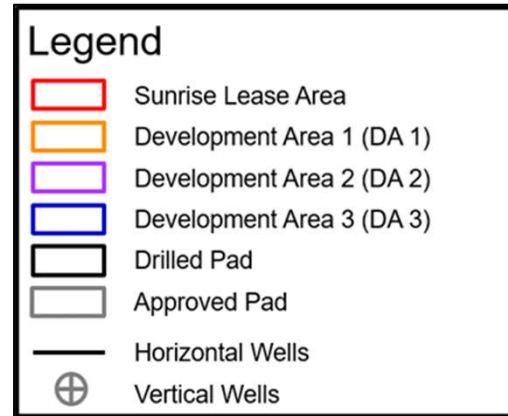 Legend
Sunrise Lease Area
Development Area 1 (DA 1)
Development Area 2 (DA 2)
Development Area 3 (DA 3)
Drilled Pad
Approved Pad
Horizontal Wells
Vertical Wells